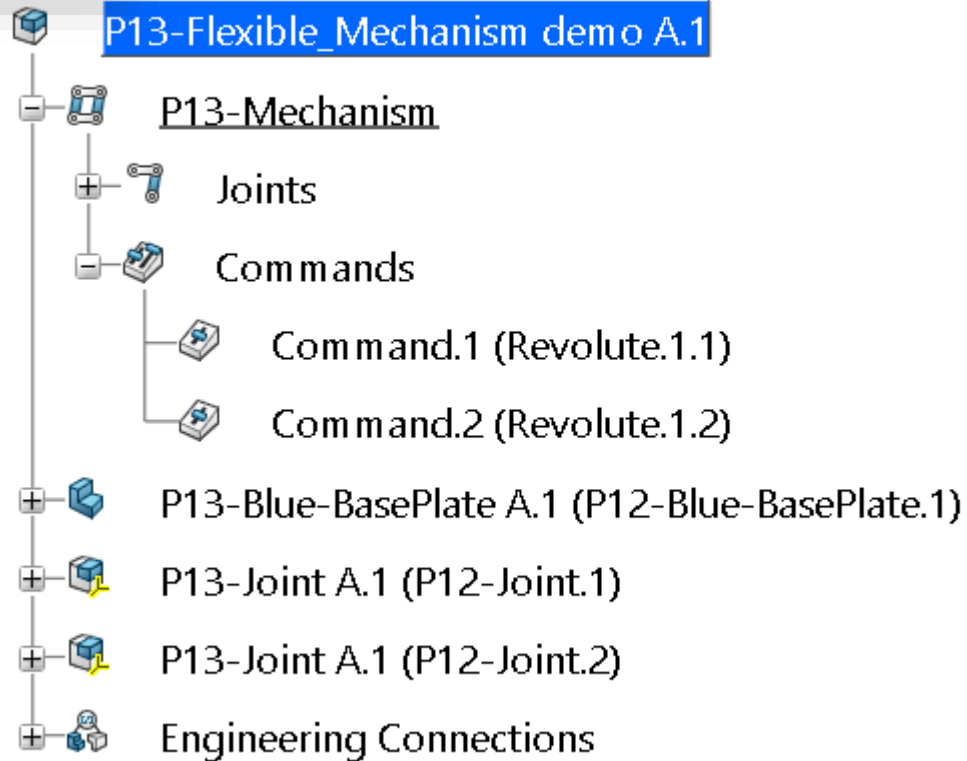 P13-Flexible_Mechanism demo A.1
P13-Mechanism
Joints
Commands
Command.1 (Revolute.1.1)
Command.2 (Revolute.1.2)
P13-Blue-BasePlate A.1 (P12-Blue-BasePlate.1)
P13-Joint A.1 (P12-Joint.1)
P13-Joint A.1 (P12-Joint.2)
Engineering Connections